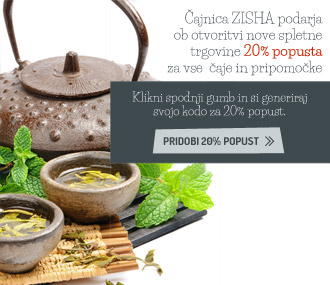 Čajnica ZISHA podarja
ob otvoritvi nove spletne
trgovine 20% popusta
za vse čaje in pripomočke
Klikni spodnji gumb in si generiraj
svojo kodo za 20% popust.
PRIDOBI 20% POPUST